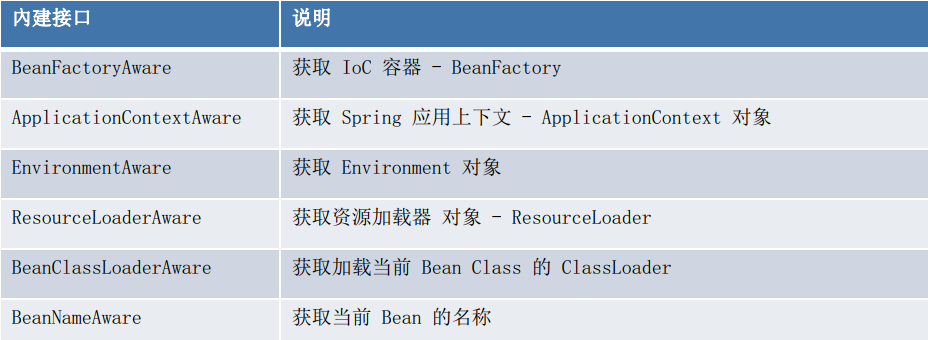 內建接口 说明
BeanFactoryAware 获取 IoC 容器 - BeanFactory
ApplicationContextAware 获取 Spring 应用上下文 - ApplicationContext 对象
EnvironmentAware 获取 Environment 对象
ResourceLoaderAware 获取资源加载器 对象 - ResourceLoader
BeanClassLoaderAware 获取加载当前 Bean Class 的 ClassLoader
BeanNameAware 获取当前 Bean 的名称